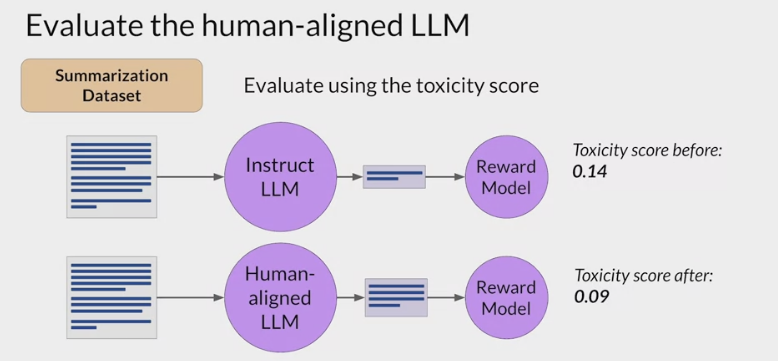 Evaluate the human-aligned LLM
Summarization
Dataset
Evaluate using the toxicity score
Instruct
LLM
Reward
Model
Toxicity score before:
0.14
Human-
aligned
LLM
Reward
Model
Toxicity score after:
0.09